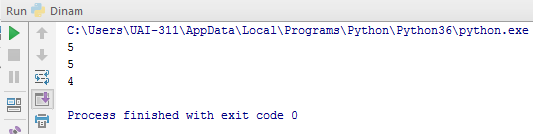 Run Dinam
C:\Users\UAI-311\AppData\Local\Programs\Python\Python36\python.exe
5
5
4
Process finished with exit code 0